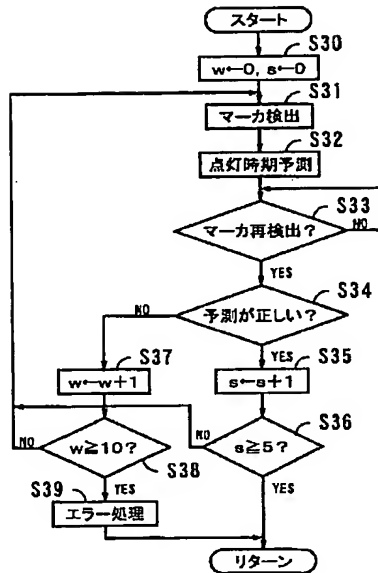 スタート
S30
w←0, s←0
S31
マーカ検出
S32
点灯時期予測
S33
マーカ再検出?
NO
YES
S34
予測が正しい?
NO
YES
S37
w←w+1
S35
s←s+1
S36
s≧5?
NO
YES
w≧10?
NO
S38
YES
S39
エラー処理
リターン